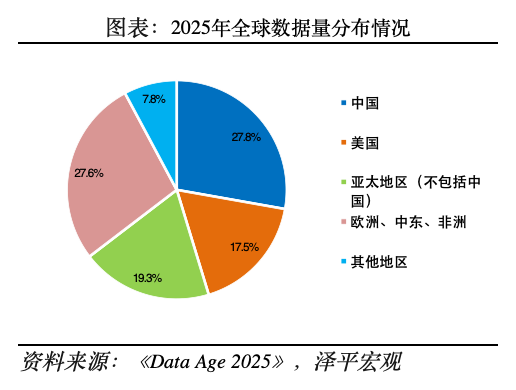 图表：2025年全球数据量分布情况
7.8%
27.8%
27.6%
17.5%
19.3%
中国
美国
亚太地区（不包括中
国）
欧洲、中东、非洲
其他地区
资料来源：《Data Age 2025》，泽平宏观